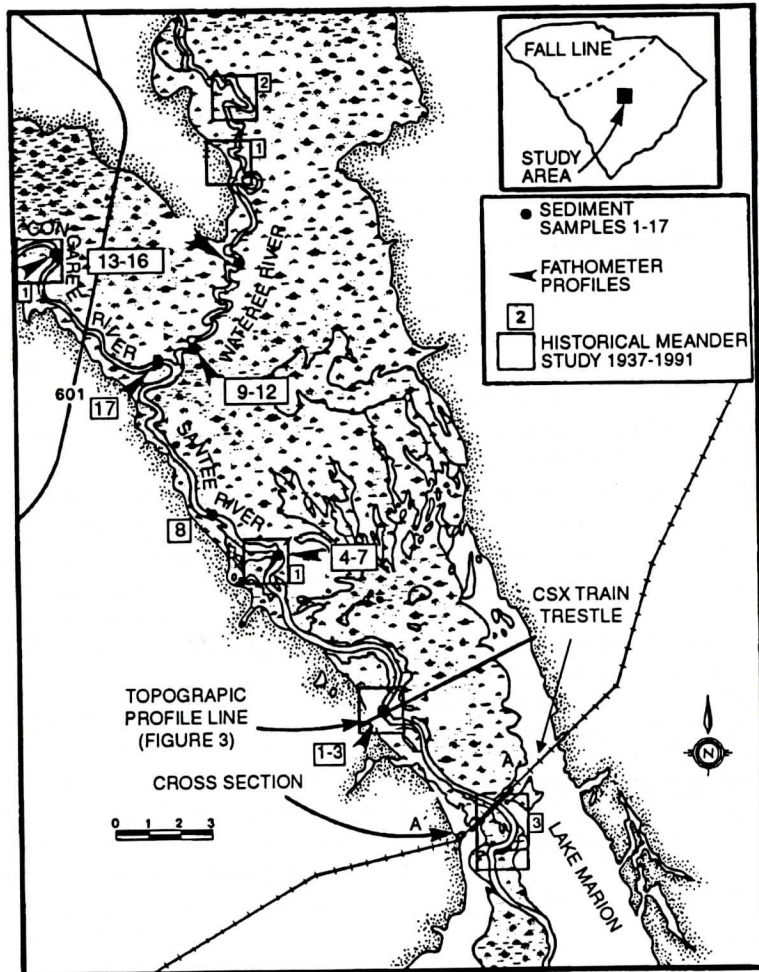 FALL LINE
STUDY
AREA
SEDIMENT
SAMPLES 1-17
FATHOMETER
PROFILES
2
HISTORICAL MEANDER
STUDY 1937-1991
2
1
CONGAREE
RIVER
13-16
1
WATEREE RIVER
9-12
601
17
SANTEE
RIVER
8
4-7
1
CSX TRAIN
TRESTLE
TOPOGRAPIC
PROFILE LINE
(FIGURE 3)
1-3
CROSS SECTION
A
A'
3
LAKE MARION
0 1 2 3
N